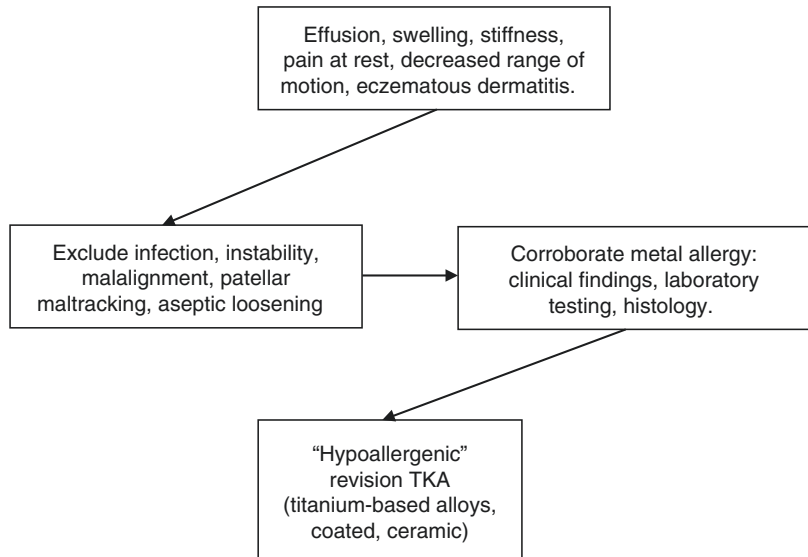 Effusion, swelling, stiffness,
pain at rest, decreased range of
motion, eczematous dermatitis.
Exclude infection, instability,
malalignment, patellar
maltracking, aseptic loosening
Corroborate metal allergy:
clinical findings, laboratory
testing, histology.
“Hypoallergenic”
revision TKA
(titanium-based alloys,
coated, ceramic)